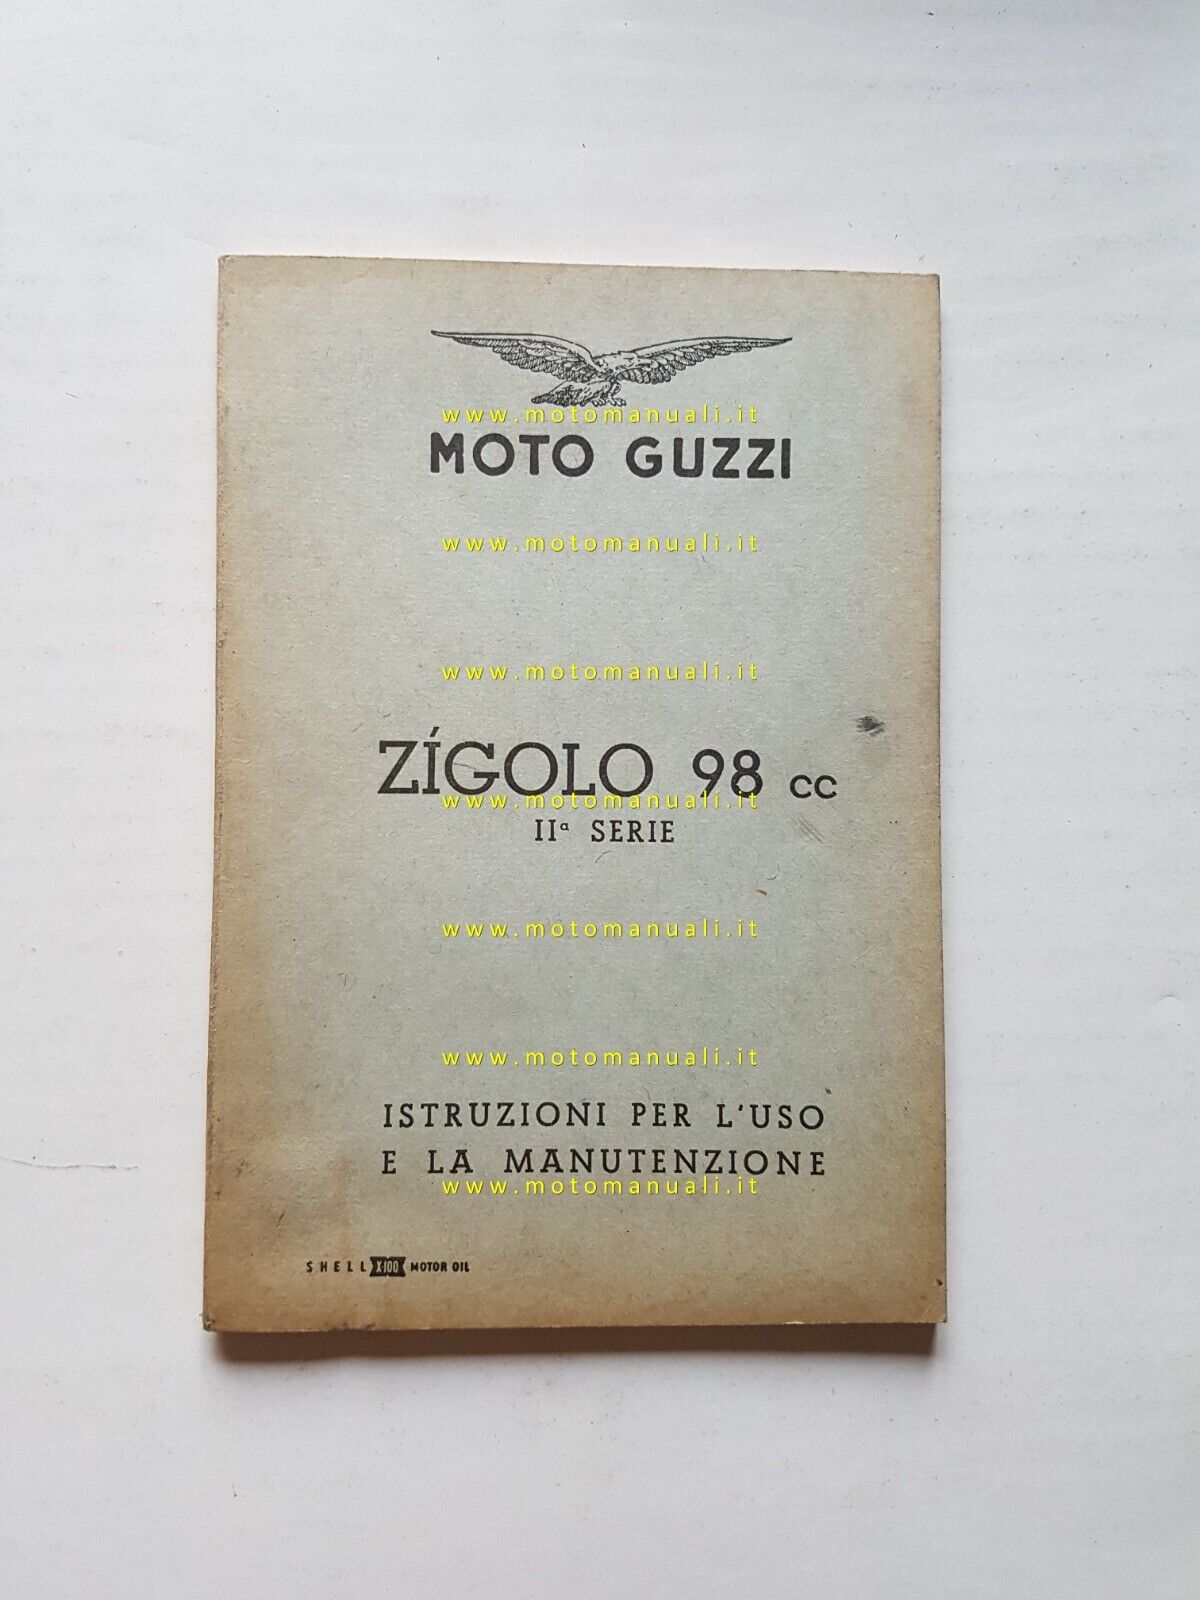 www.motomanuali.it
MOTO GUZZI
www.motomanuali.it
www.motomanuali.it
ZÍGOLO 98 cc
www.motomanuali.it
IIª SERIE
www.motomanuali.it
www.motomanuali.it
ISTRUZIONI PER L'USO
E LA MANUTENZIONE
www.motomanuali.it
SHELL X-100 MOTOR OIL